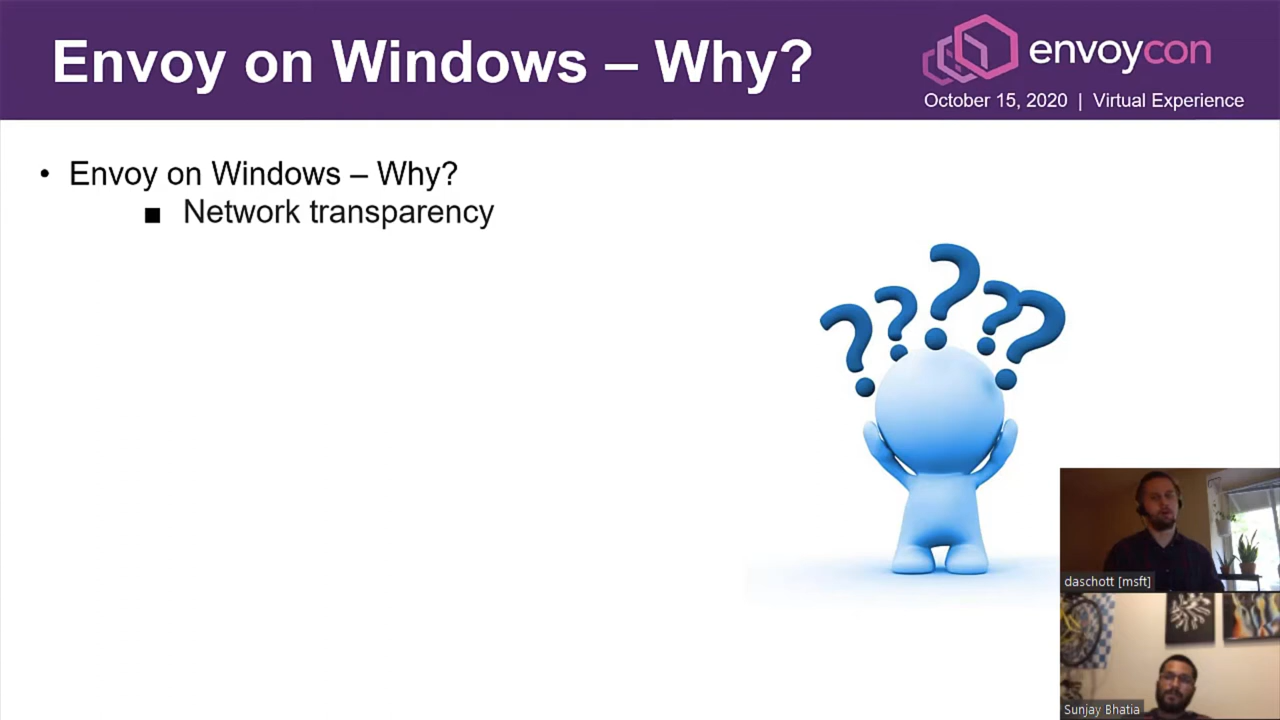 Envoy on Windows – Why?
envoycon
October 15, 2020 | Virtual Experience
• Envoy on Windows – Why?
■ Network transparency
? ? ? ? ?
daschott [msft]
Sunjay Bhatia